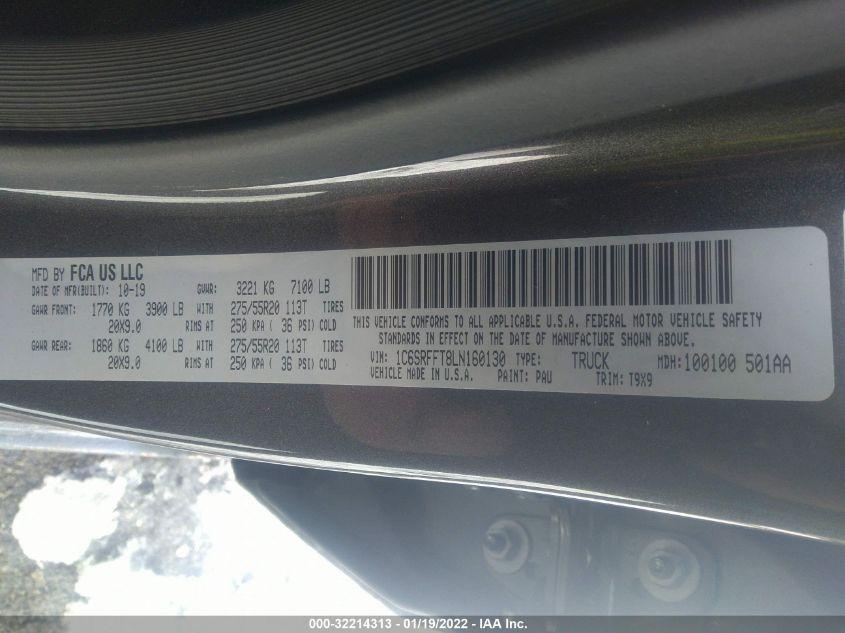 MFD BY FCA US LLC
DATE OF MFR(BUILT): 10-19 GVWR: 3221 KG 7100 LB
GAWR FRONT: 1770 KG 3900 LB WITH 275/55R20 113T TIRES
20X9.0 RIMS AT 250 KPA ( 36 PSI) COLD
GAWR REAR: 1860 KG 4100 LB WITH 275/55R20 113T TIRES
20X9.0 RIMS AT 250 KPA ( 36 PSI) COLD
THIS VEHICLE CONFORMS TO ALL APPLICABLE U.S.A. FEDERAL MOTOR VEHICLE SAFETY
STANDARDS IN EFFECT ON THE DATE OF MANUFACTURE SHOWN ABOVE.
VIN: 1C6SRFFT8LN160130 TYPE: TRUCK MDH: 100100 501AA
VEHICLE MADE IN U.S.A. PAINT: PAU TRIM: T9X9
000-32214313 - 01/19/2022 - IMPACT AUCTIONS, INC.